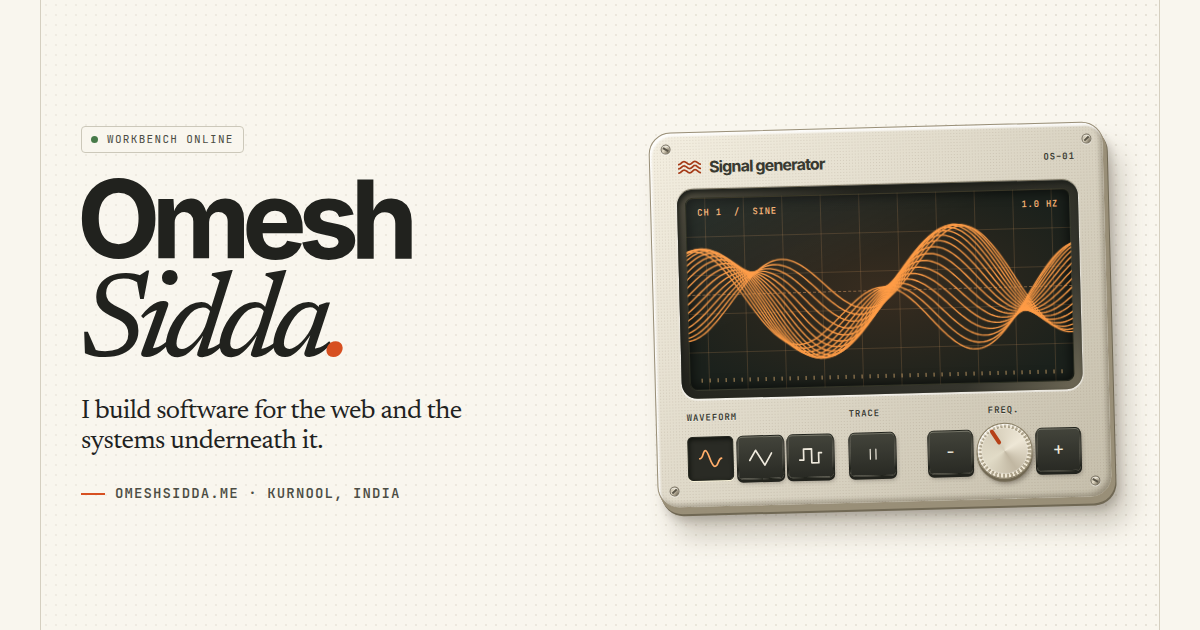 WORKBENCH ONLINE
Omesh
Sidda.
I build software for the web and the
systems underneath it.
OMESHSIDDA.ME · KURNOOL, INDIA
Signal generator
OS-01
CH 1 / SINE
1.0 HZ
WAVEFORM
TRACE
FREQ.
-
+